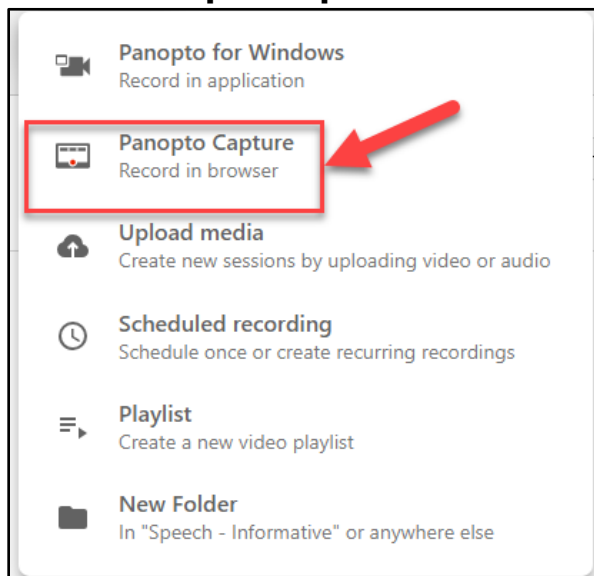 Panopto for Windows
Record in application
Panopto Capture
Record in browser
Upload media
Create new sessions by uploading video or audio
Scheduled recording
Schedule once or create recurring recordings
Playlist
Create a new video playlist
New Folder
In "Speech - Informative" or anywhere else